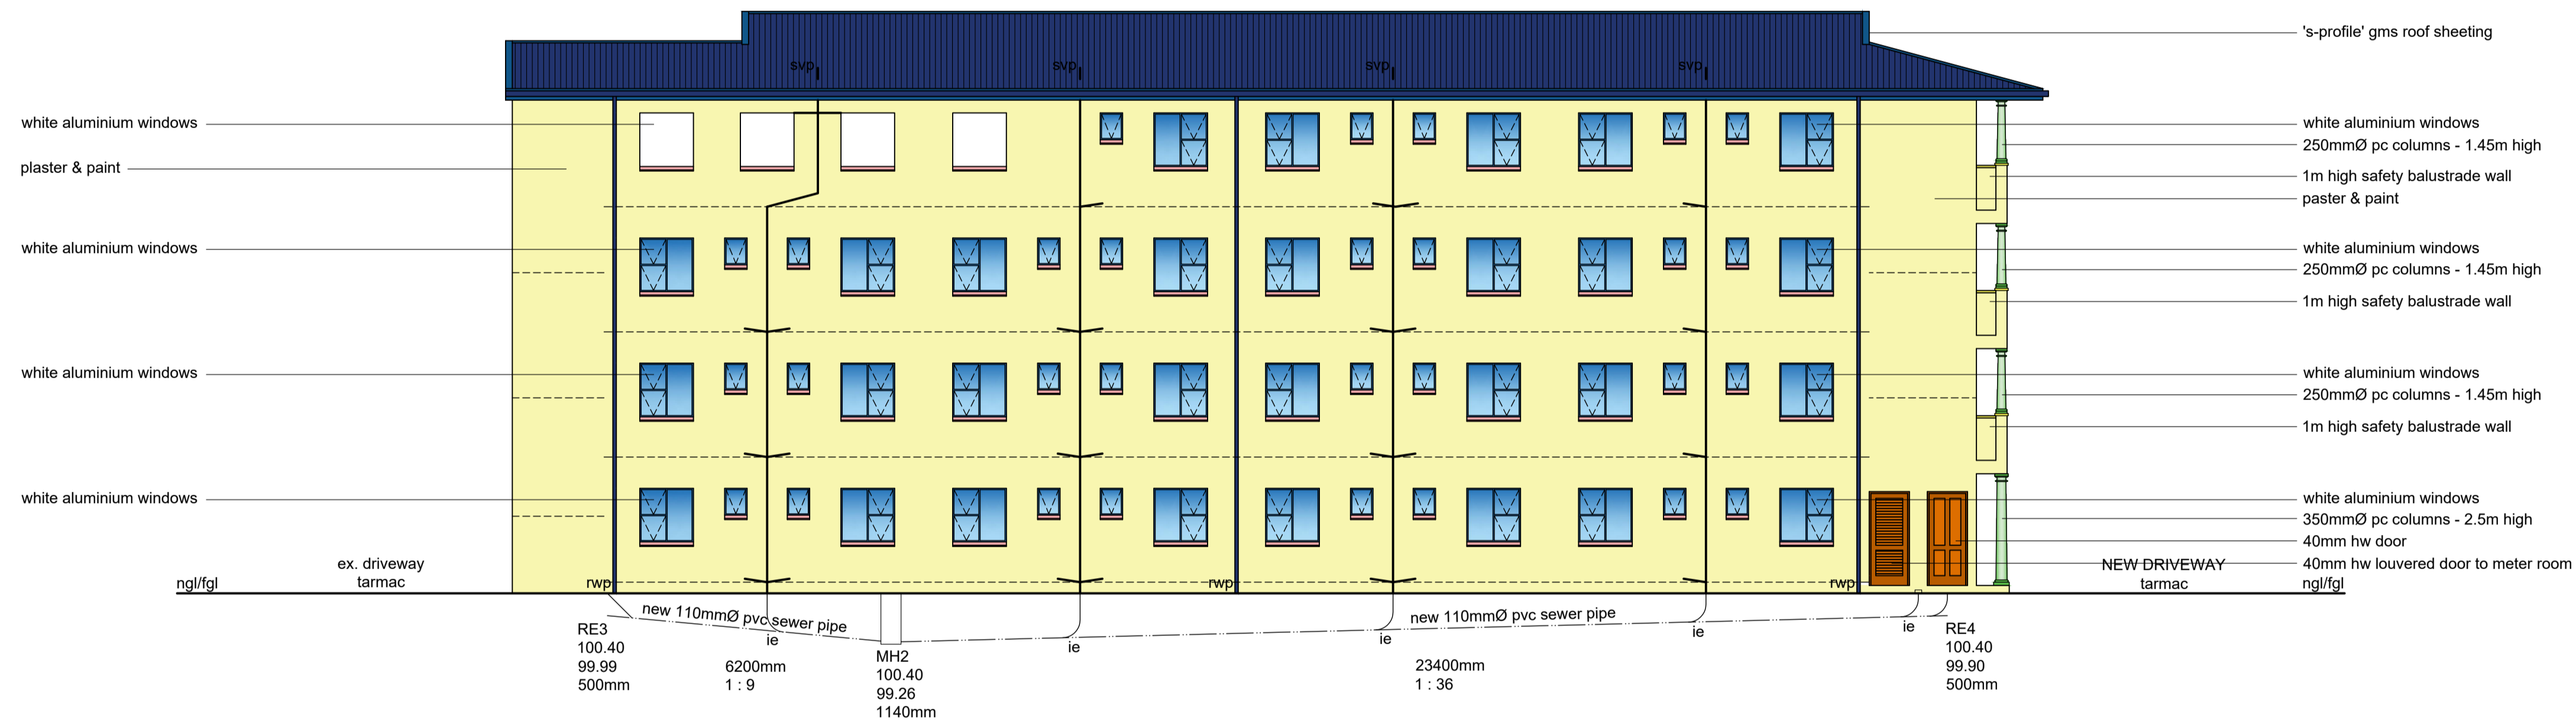 's-profile' gms roof sheeting
svp
svp
svp
svp
white aluminium windows
plaster & paint
white aluminium windows
white aluminium windows
white aluminium windows
white aluminium windows
250mmØ pc columns - 1.45m high
1m high safety balustrade wall
paster & paint
white aluminium windows
250mmØ pc columns - 1.45m high
1m high safety balustrade wall
white aluminium windows
250mmØ pc columns - 1.45m high
1m high safety balustrade wall
white aluminium windows
350mmØ pc columns - 2.5m high
40mm hw door
40mm hw louvered door to meter room
ngl/fgl
ex. driveway
tarmac
rwp
rwp
rwp
NEW DRIVEWAY
tarmac
ngl/fgl
new 110mmØ pvc sewer pipe
new 110mmØ pvc sewer pipe
ie
ie
ie
ie
ie
RE3
100.40
99.99
500mm
6200mm
1 : 9
MH2
100.40
99.26
1140mm
23400mm
1 : 36
RE4
100.40
99.90
500mm